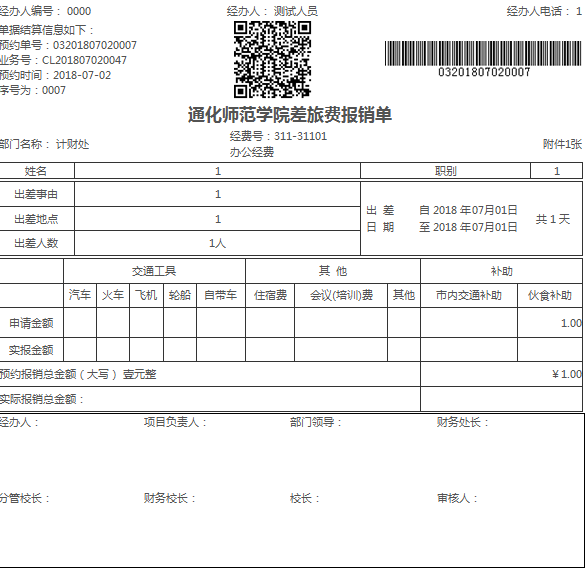 经办人编号： 0000 经办人： 测试人员 经办人电话： 1
单据结算信息如下：
预约单号：03201807020007
业务号：CL201807020047
预约时间：2018-07-02
序号为：0007
03201807020007
通化师范学院差旅费报销单
经费号：311-31101
部门名称： 计财处 办公经费 附件1张
姓名 1 职别 1
出差事由 1
出差地点 1
出差人数 1人
出 差 自 2018 年07月01日
日 期 至 2018 年07月01日
共 1 天
交通工具 其 他 补助
汽车 火车 飞机 轮船 自带车 住宿费 会议(培训)费 其他 市内交通补助 伙食补助
申请金额 1.00
实报金额
预约报销总金额（大写） 壹元整 ￥1.00
实际报销总金额：
经办人： 项目负责人： 部门领导： 财务处长：
分管校长： 财务校长： 校长： 审核人：